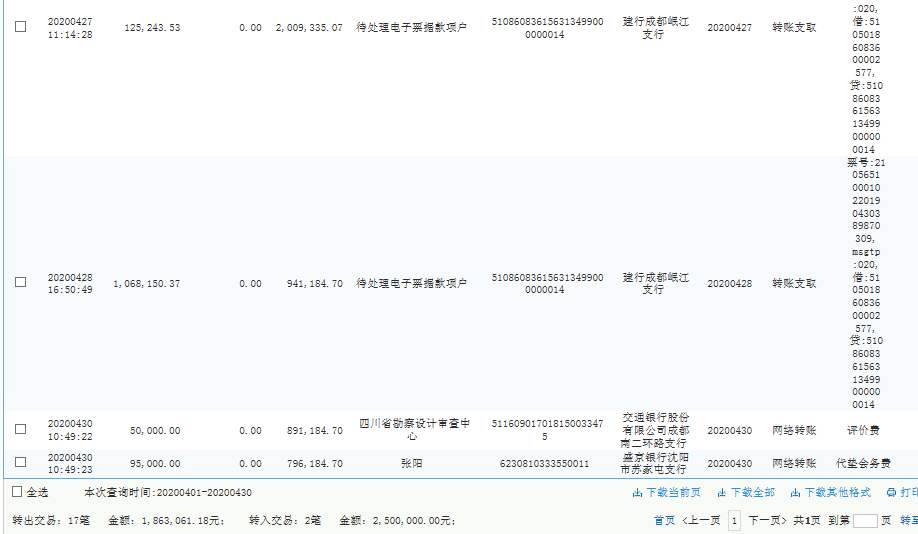 :020,
借:51
05018
60836
00002
577,
贷:510
86083
61563
13499
00000
0014
20200427
11:14:28
125,243.53
0.00
2,009,335.07
待处理电子票据款项户
51086083615631349900
0000014
建行成都岷江
支行
20200427
转账支取
票号:21
05651
00010
22019
04303
89870
309,
msgtp
:020,
借:51
05018
60836
00002
577,
贷:510
86083
61563
13499
00000
0014
20200428
16:50:49
1,068,150.37
0.00
941,184.70
待处理电子票据款项户
51086083615631349900
0000014
建行成都岷江
支行
20200428
转账支取
20200430
10:49:22
50,000.00
0.00
891,184.70
四川省勘察设计审查中
心
51160901701815003347
5
交通银行股份
有限公司成都
南二环路支行
20200430
网络转账
评价费
20200430
10:49:23
95,000.00
0.00
796,184.70
张阳
6230810333550011
盛京银行沈阳
市苏家屯支行
20200430
网络转账
代垫会务费
全选
本次查询时间:20200401-20200430
下载当前页
下载全部
下载其他格式
打印
转出交易: 17笔 金额: 1,863,061.18元; 转入交易: 2笔 金额: 2,500,000.00元;
首页 <上一页 1 下一页> 共1页 到第 页 转至